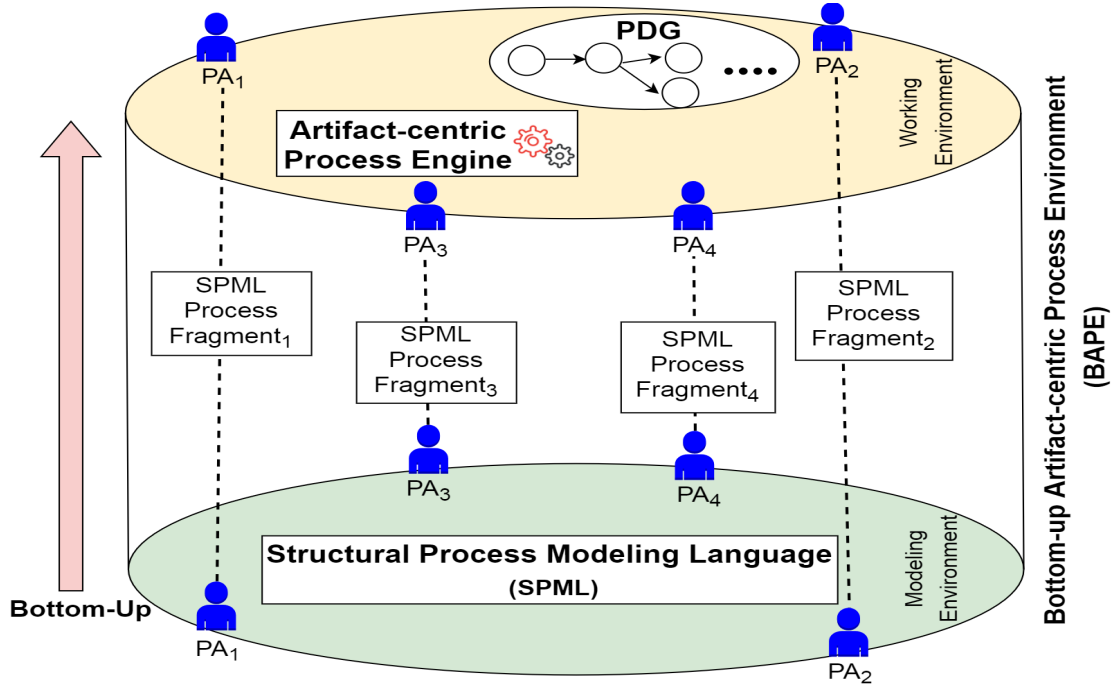 PDG
PA₁
PA₂
Artifact-centric
Process Engine
Working
Environment
PA₃
PA₄
SPML
Process
Fragment₁
SPML
Process
Fragment₂
SPML
Process
Fragment₃
SPML
Process
Fragment₄
PA₃
PA₄
Structural Process Modeling Language
(SPML)
Modeling
Environment
Bottom-Up
PA₁
PA₂
Bottom-up Artifact-centric Process Environment
(BAPE)